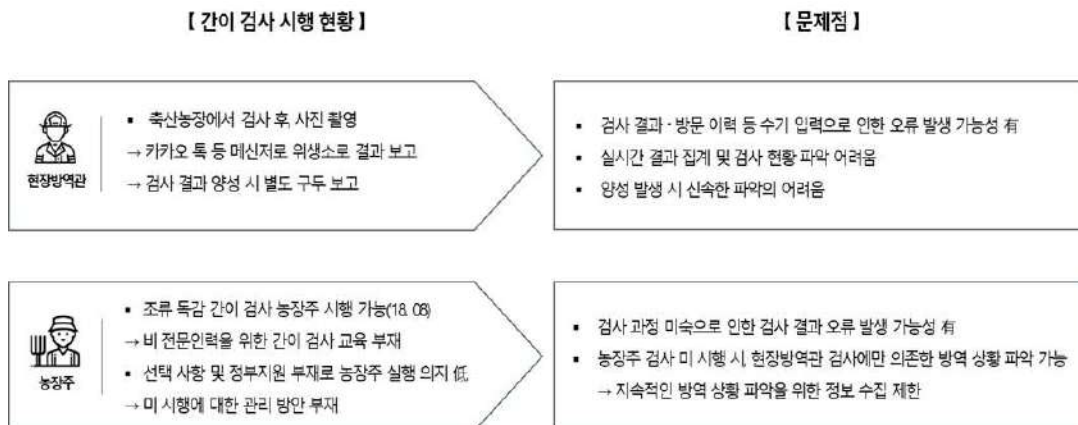 【 간이 검사 시행 현황 】
【 문제점 】
현장방역관
▪ 축산농장에서 검사 후, 사진 촬영
→ 카카오 톡 등 메신저로 위생소로 결과 보고
→ 검사 결과 양성 시 별도 구두 보고
▪ 검사 결과 · 방문 이력 등 수기 입력으로 인한 오류 발생 가능성 有
▪ 실시간 결과 집계 및 검사 현황 파악 어려움
▪ 양성 발생 시 신속한 파악의 어려움
농장주
▪ 조류 독감 간이 검사 농장주 시행 가능(18. 08)
→ 비 전문인력을 위한 간이 검사 교육 부재
▪ 선택 사항 및 정부지원 부재로 농장주 실행 의지 低
→ 미 시행에 대한 관리 방안 부재
▪ 검사 과정 미숙으로 인한 검사 결과 오류 발생 가능성 有
▪ 농장주 검사 미 시행 시, 현장방역관 검사에만 의존한 방역 상황 파악 가능
→ 지속적인 방역 상황 파악을 위한 정보 수집 제한